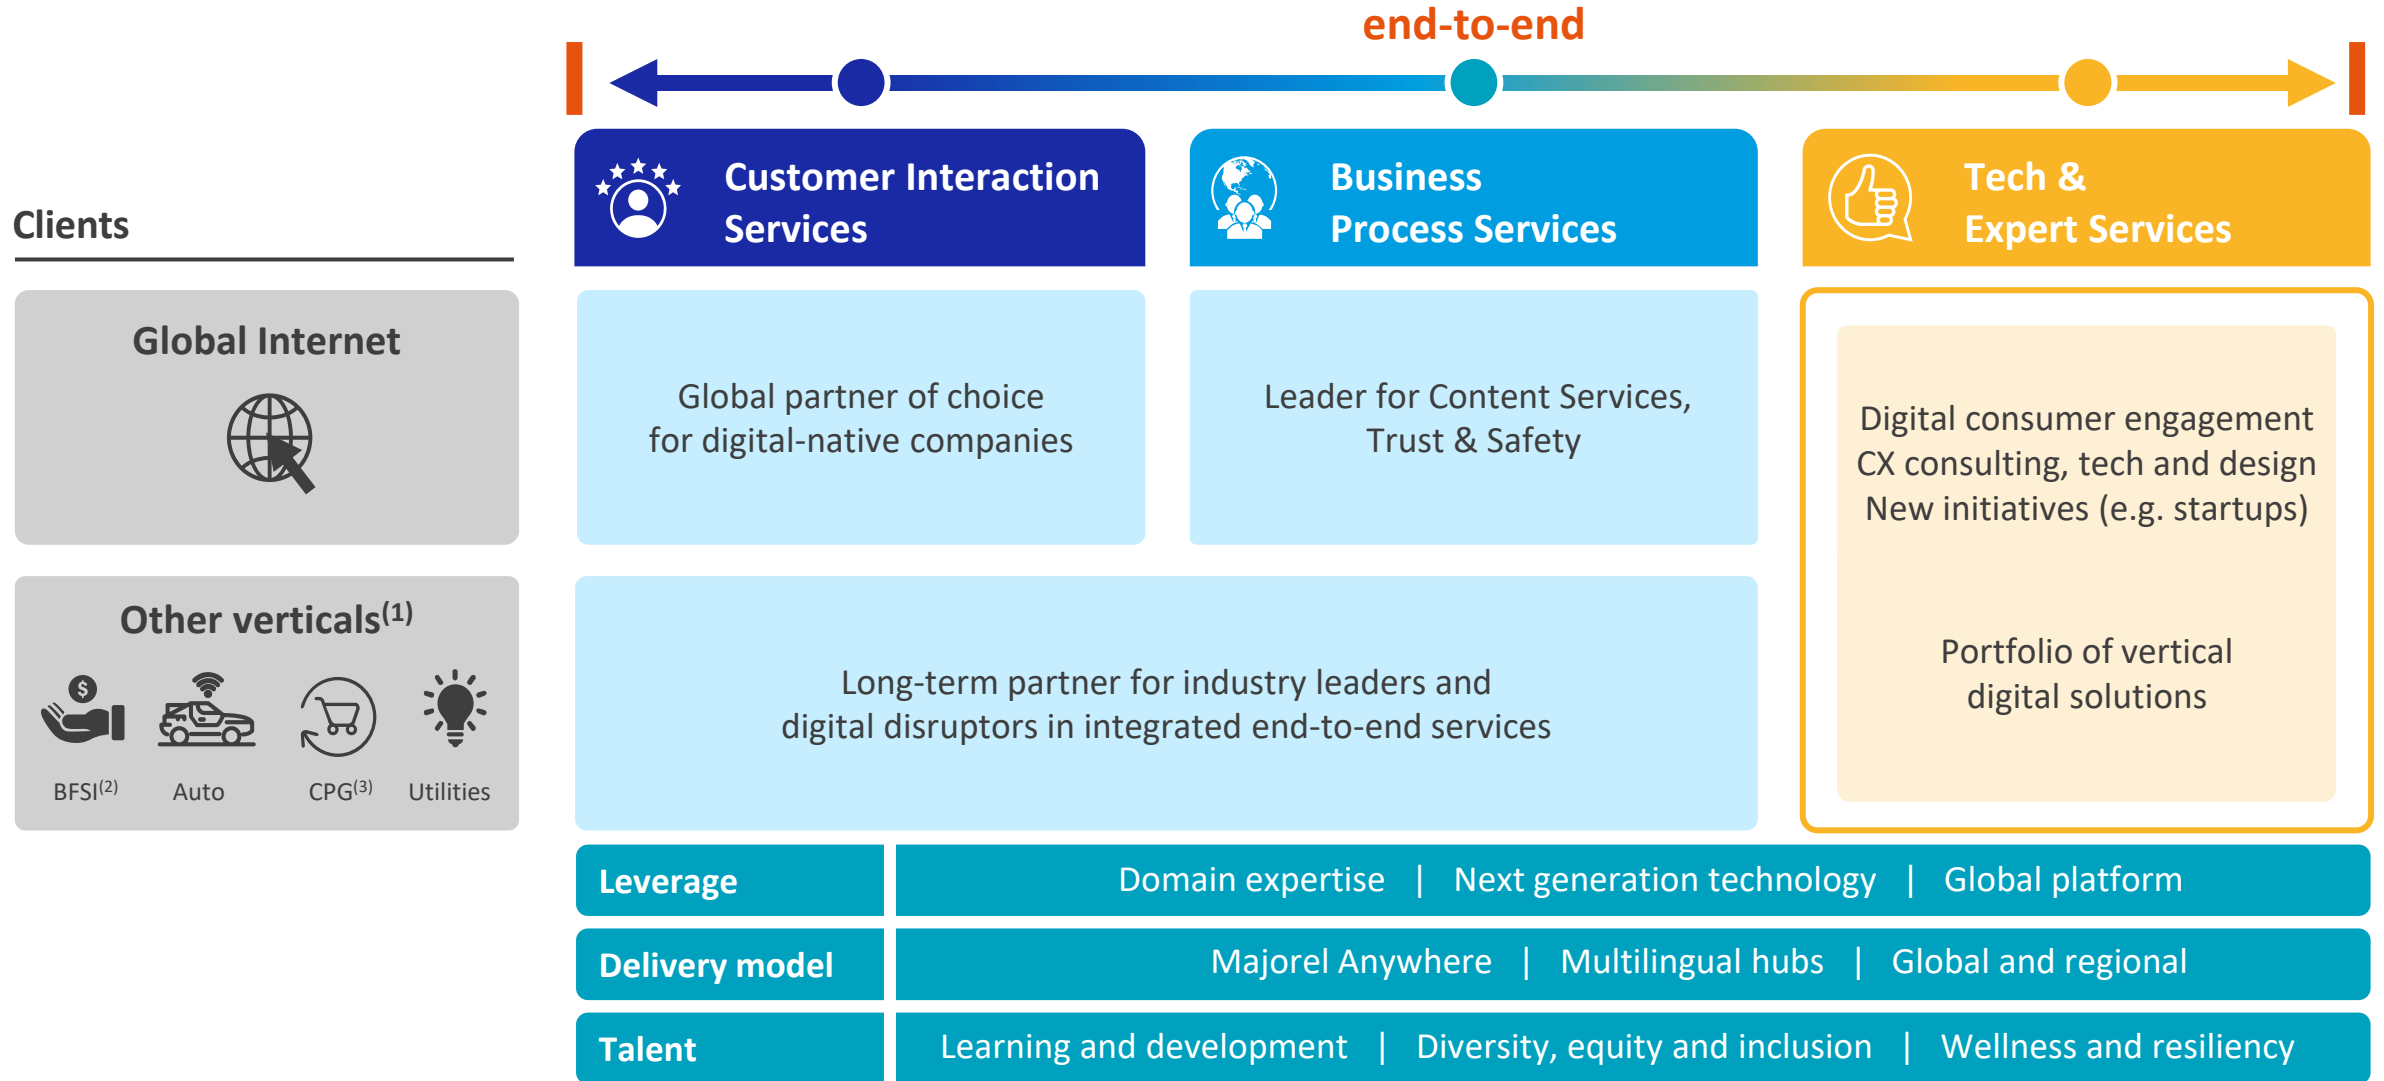 end-to-end
Customer Interaction
Services
Business
Process Services
Tech &
Expert Services
Clients
Global Internet
Global partner of choice
for digital-native companies
Leader for Content Services,
Trust & Safety
Digital consumer engagement
CX consulting, tech and design
New initiatives (e.g. startups)
Other verticals(1)
$
BFSI(2)
Auto
CPG(3)
Utilities
Long-term partner for industry leaders and
digital disruptors in integrated end-to-end services
Portfolio of vertical
digital solutions
Leverage
Domain expertise | Next generation technology | Global platform
Delivery model
Majorel Anywhere | Multilingual hubs | Global and regional
Talent
Learning and development | Diversity, equity and inclusion | Wellness and resiliency